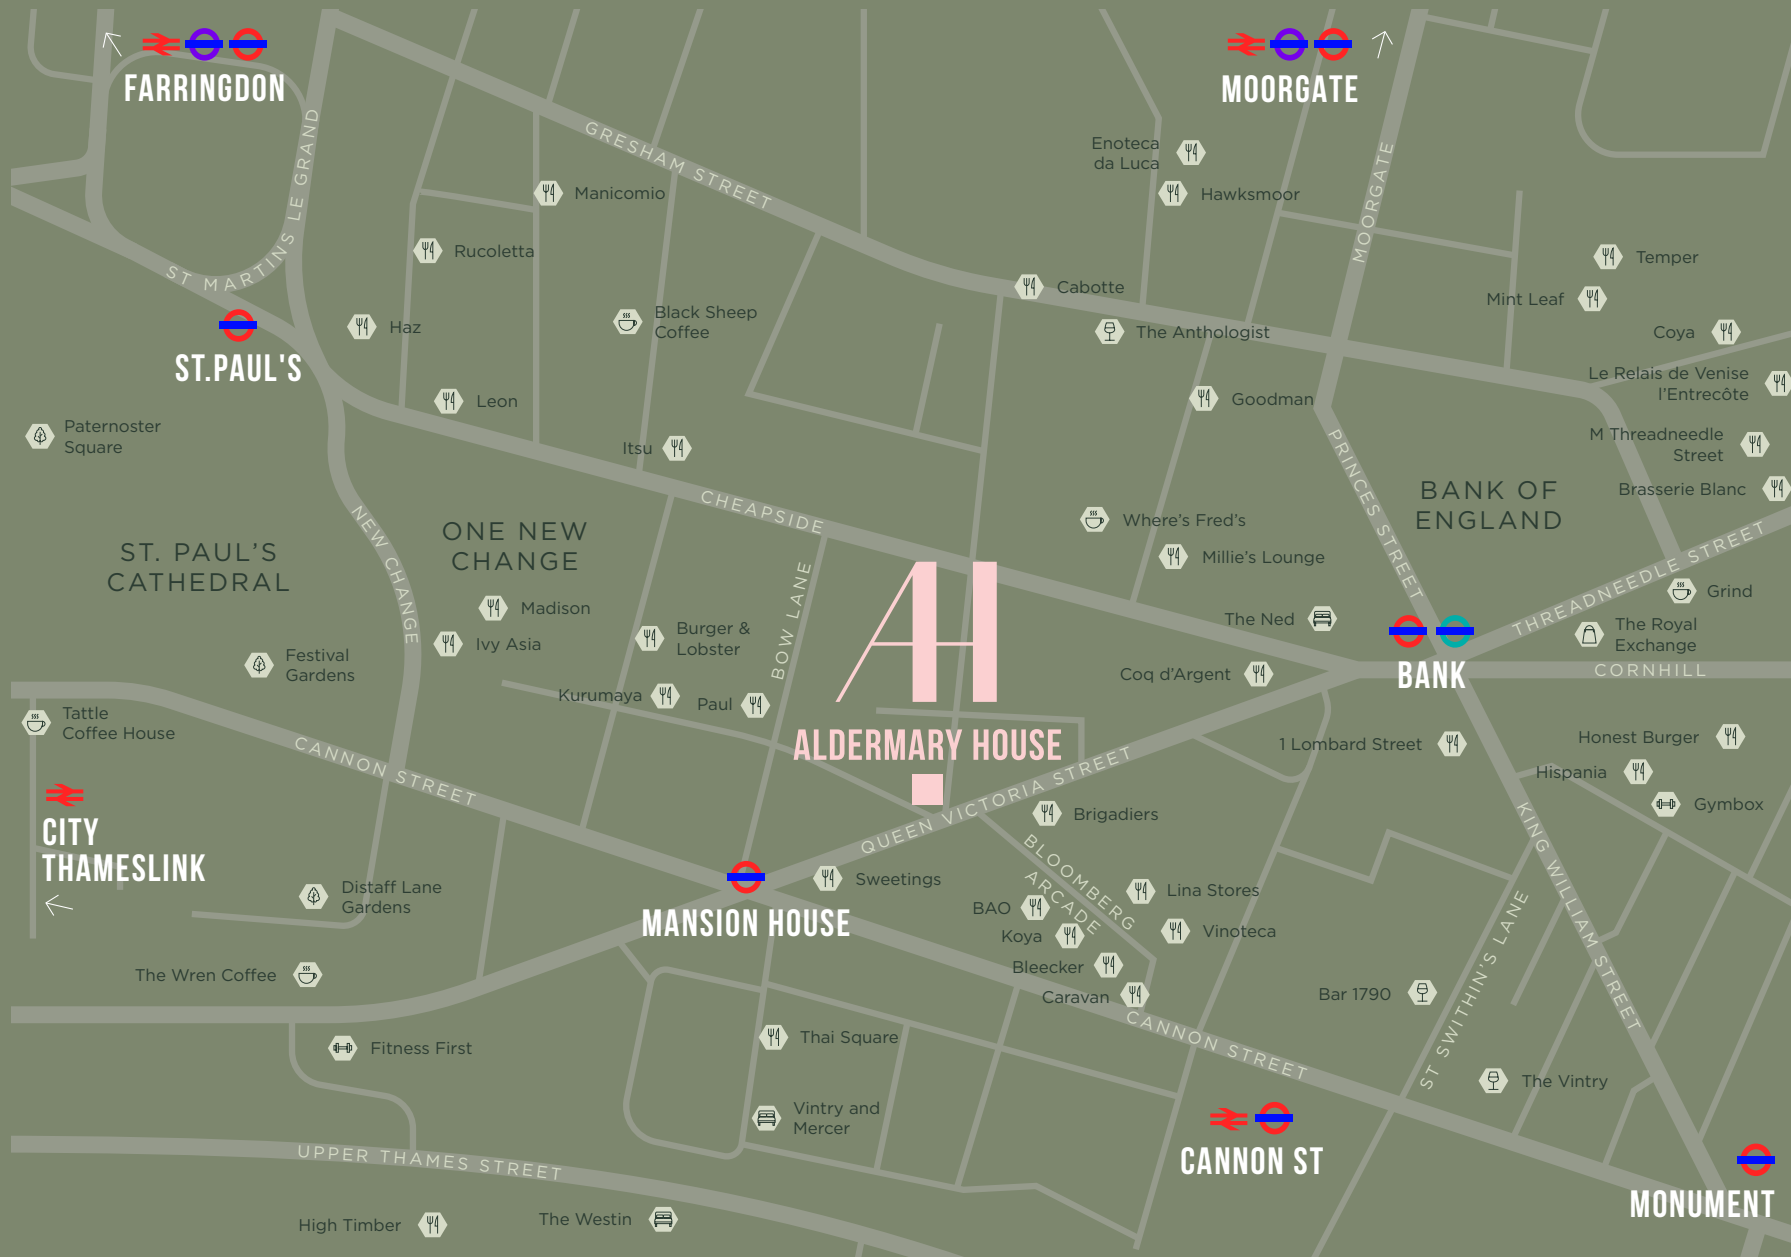 FARRINGDON
MOORGATE
ST MARTINS LE GRAND
GRESHAM STREET
MOORGATE
Enoteca
da Luca
Hawksmoor
Manicomio
Rucoletta
Temper
Mint Leaf
Cabotte
Black Sheep
Coffee
Haz
The Anthologist
Coya
ST.PAUL'S
Le Relais de Venise
l'Entrecôte
Leon
Goodman
Paternoster
Square
Itsu
M Threadneedle
Street
Brasserie Blanc
PRINCES STREET
BANK OF
ENGLAND
CHEAPSIDE
NEW CHANGE
ONE NEW
CHANGE
Where's Fred's
ST. PAUL'S
CATHEDRAL
Millie's Lounge
THREADNEEDLE STREET
Grind
Madison
BOW LANE
AH
The Ned
Burger &
Lobster
Ivy Asia
The Royal
Exchange
Festival
Gardens
CORNHILL
Coq d'Argent
BANK
Kurumaya
Paul
Tattle
Coffee House
ALDERMARY HOUSE
1 Lombard Street
Honest Burger
Hispania
CANNON STREET
QUEEN VICTORIA STREET
Gymbox
Brigadiers
KING WILLIAM STREET
CITY
THAMESLINK
BLOOMBERG
ARCADE
Sweetings
Lina Stores
Distaff Lane
Gardens
BAO
MANSION HOUSE
Koya
Vinoteca
Bleecker
The Wren Coffee
Caravan
Bar 1790
ST SWITHIN'S LANE
CANNON STREET
Thai Square
Fitness First
The Vintry
Vintry and
Mercer
CANNON ST
UPPER THAMES STREET
MONUMENT
High Timber
The Westin